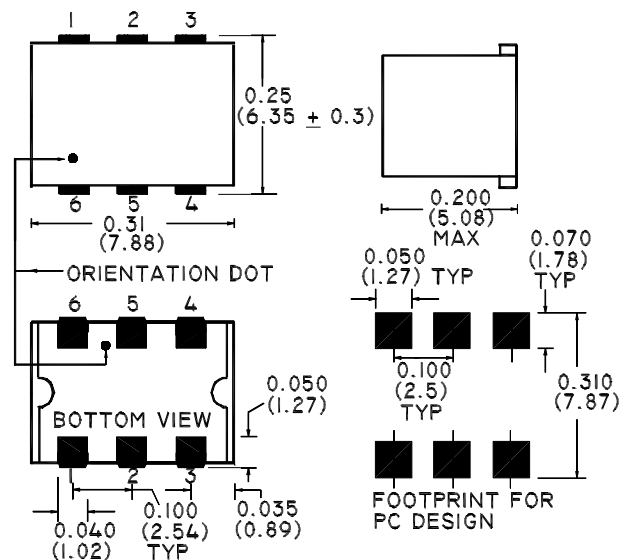 1 2 3
0.25
(6.35 ± 0.3)
6 5 4
0.31
(7.88)
0.200
(5.08)
MAX
ORIENTATION DOT
0.050
(1.27) TYP
0.070
(1.78)
TYP
6 5 4
0.100
(2.5)
TYP
0.310
(7.87)
BOTTOM VIEW
0.050
(1.27)
2 3
0.040
(1.02)
0.100
(2.54)
TYP
0.035
(0.89)
FOOTPRINT FOR
PC DESIGN